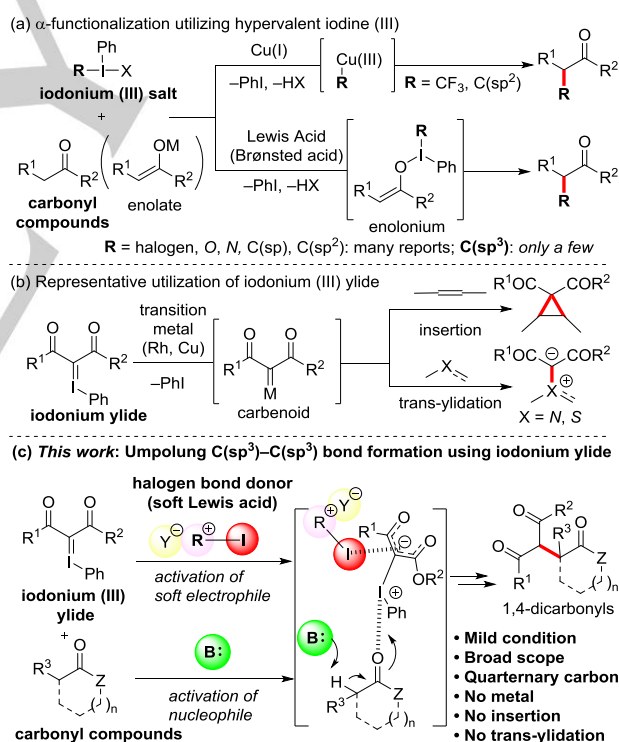 (a) α-functionalization utilizing hypervalent iodine (III)
Ph
R–I–X
iodonium (III) salt
+
Cu(I)
–PhI, –HX
Cu(III)
R
R = CF₃, C(sp²)
O
R¹
R²
R
O
R¹
R²
carbonyl
compounds
OM
R¹
R²
enolate
Lewis Acid
(Brønsted acid)
–PhI, –HX
R
O
I
Ph
R¹
R²
enolonium
O
R¹
R²
R
R = halogen, O, N, C(sp), C(sp²): many reports; C(sp³): only a few
(b) Representative utilization of iodonium (III) ylide
O O
R¹
R²
I
Ph
iodonium ylide
transition
metal
(Rh, Cu)
–PhI
O O
R¹
R²
M
carbenoid
insertion
R¹OC COR²
X
trans-ylidation
R¹OC ⊖ COR²
X ⊕
X = N, S
(c) This work: Umpolung C(sp³)–C(sp³) bond formation using iodonium ylide
O O
R¹
R²
I
Ph
iodonium (III)
ylide
+
halogen bond donor
(soft Lewis acid)
Y⊖ R⊕ I
activation of
soft electrophile
O
R³
Z
( )n
carbonyl compounds
B:
activation of
nucleophile
R⊕ Y⊖
I
R¹
O
⊖
O
OR²
I ⊕
Ph
B:
O
H
R³
Z
( )n
R²
O
R³
O
O
R¹
Z
( )n
1,4-dicarbonyls
• Mild condition
• Broad scope
• Quarternary carbon
• No metal
• No insertion
• No trans-ylidation